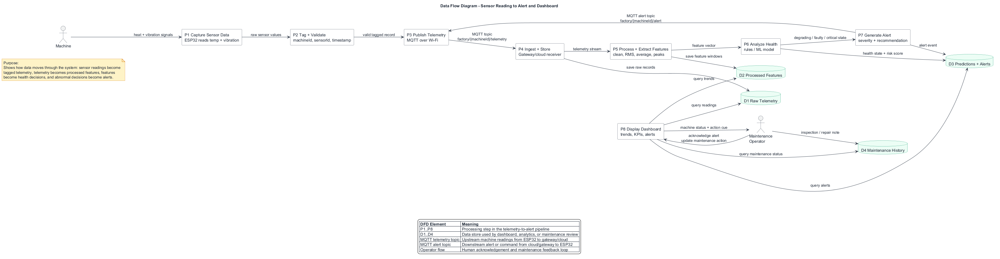 Data Flow Diagram - Sensor Reading to Alert and Dashboard
MQTT alert topic
factory/{machineId}/alert
Machine
heat + vibration signals
P1 Capture Sensor Data
ESP32 reads temp + vibration
raw sensor values
P2 Tag + Validate
machineId, sensorId, timestamp
valid tagged record
P3 Publish Telemetry
MQTT over Wi-Fi
MQTT topic
factory/{machineId}/telemetry
P4 Ingest + Store
Gateway/cloud receiver
telemetry stream
P5 Process + Extract Features
clean, RMS, average, peaks
feature vector
save feature windows
P6 Analyze Health
rules / ML model
degrading / faulty / critical state
P7 Generate Alert
severity + recommendation
alert event
health state + risk score
D3 Predictions + Alerts
Purpose:
Shows how data moves through the system: sensor readings become
tagged telemetry, telemetry becomes processed features, features
become health decisions, and abnormal decisions become alerts.
save raw records
D2 Processed Features
query trends
D1 Raw Telemetry
query readings
P8 Display Dashboard
trends, KPIs, alerts
machine status + action cue
acknowledge alert
update maintenance action
Maintenance
Operator
inspection / repair note
D4 Maintenance History
query maintenance status
query alerts
DFD Element Meaning
P1..P8 Processing step in the telemetry-to-alert pipeline
D1..D4 Data store used by dashboard, analytics, or maintenance review
MQTT telemetry topic Upstream machine readings from ESP32 to gateway/cloud
MQTT alert topic Downstream alert or command from cloud/gateway to ESP32
Operator flow Human acknowledgement and maintenance feedback loop